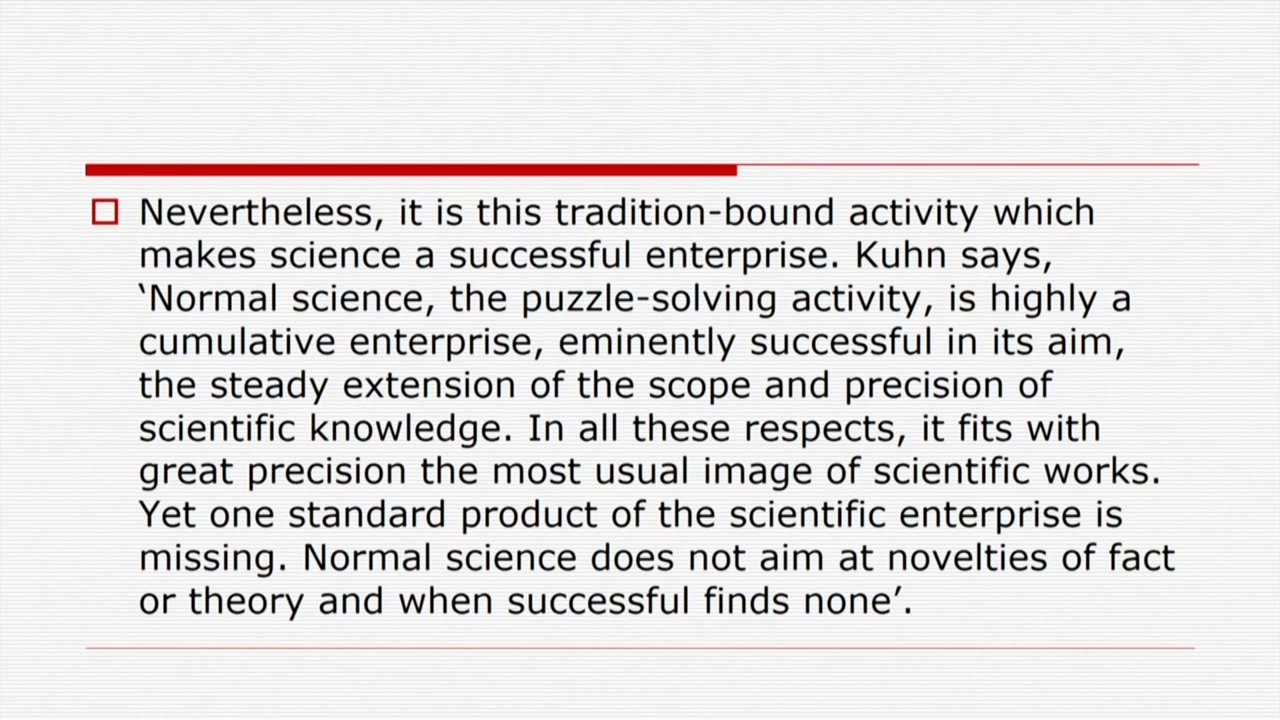 Nevertheless, it is this tradition-bound activity which
makes science a successful enterprise. Kuhn says,
‘Normal science, the puzzle-solving activity, is highly a
cumulative enterprise, eminently successful in its aim,
the steady extension of the scope and precision of
scientific knowledge. In all these respects, it fits with
great precision the most usual image of scientific works.
Yet one standard product of the scientific enterprise is
missing. Normal science does not aim at novelties of fact
or theory and when successful finds none’.